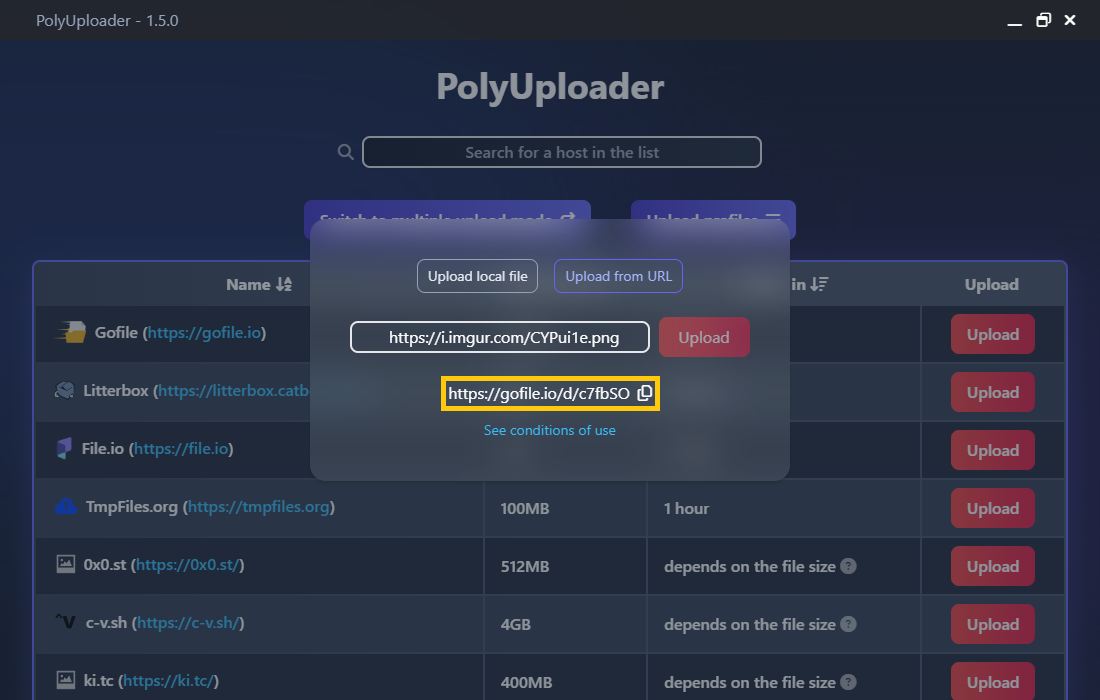 PolyUploader - 1.5.0
PolyUploader
Search for a host in the list
Switch to multiple upload mode
Upload profiles
Upload local file
Upload from URL
https://i.imgur.com/CYPui1e.png
Upload
https://gofile.io/d/c7fbSO
See conditions of use
Name
in
Upload
Gofile (https://gofile.io)
Upload
Litterbox (https://litterbox.catb
Upload
File.io (https://file.io)
Upload
TmpFiles.org (https://tmpfiles.org)
100MB
1 hour
Upload
0x0.st (https://0x0.st/)
512MB
depends on the file size ?
Upload
c-v.sh (https://c-v.sh/)
4GB
depends on the file size ?
Upload
ki.tc (https://ki.tc/)
400MB
depends on the file size ?
Upload